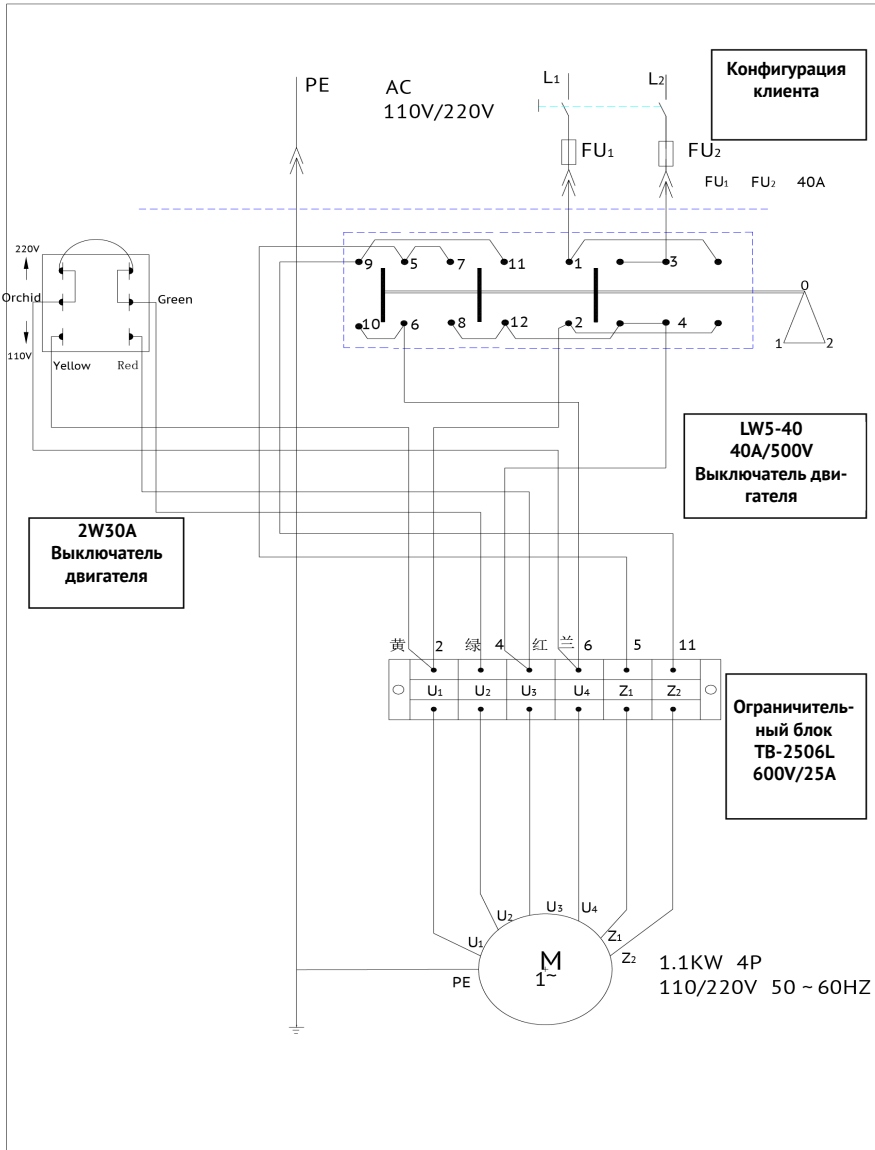 L1
L2
PE
AC
110V/220V
Конфигурация
клиента
FU1
FU2
FU1 FU2 40A
220V
Orchid
Green
110V
Yellow
Red
9
5
7
11
1
3
10
6
8
12
2
4
0
1
2
LW5-40
40A/500V
Выключатель дви-
гателя
2W30A
Выключатель
двигателя
黄 2 绿 4 红 兰 6 5 11
U1 U2 U3 U4 Z1 Z2
Ограничитель-
ный блок
TB-2506L
600V/25A
U1
U2
U3
U4
Z1
Z2
PE
M
1~
1.1KW 4P
110/220V 50 ~ 60HZ